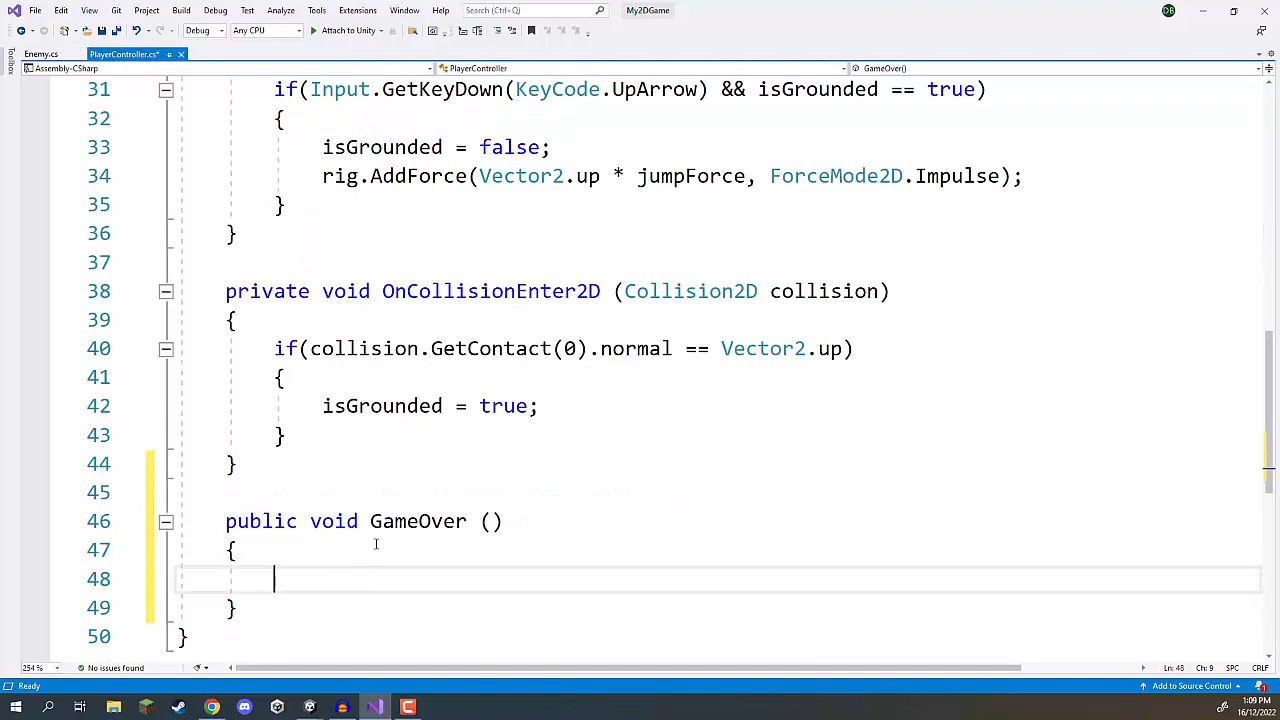 File Edit View Git Project Build Debug Test Analyze Tools Extensions Window Help Search (Ctrl+Q) My2DGame DB
Debug Any CPU Attach to Unity
Toolbox
Enemy.cs PlayerController.cs*
Assembly-CSharp PlayerController GameOver()
31 if(Input.GetKeyDown(KeyCode.UpArrow) && isGrounded == true)
32 {
33 isGrounded = false;
34 rig.AddForce(Vector2.up * jumpForce, ForceMode2D.Impulse);
35 }
36 }
37
38 private void OnCollisionEnter2D (Collision2D collision)
39 {
40 if(collision.GetContact(0).normal == Vector2.up)
41 {
42 isGrounded = true;
43 }
44 }
45
46 public void GameOver ()
47 {
48
49 }
50 }
254 % No issues found Ln: 48 Ch: 9 SPC CRLF
Ready Add to Source Control 1
1:09 PM
16/12/2022